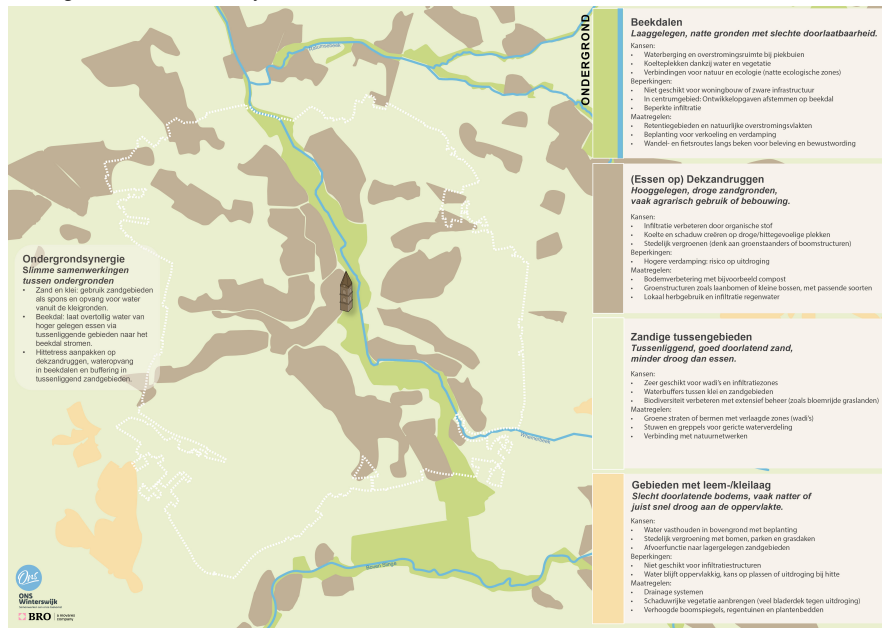 ONDERGROND
Beekdalen
Laaggelegen, natte gronden met slechte doorlaatbaarheid.
Kansen:
• Waterberging en overstromingsruimte bij piekbuien
• Koelteplekken dankzij water en vegetatie
• Verbindingen voor natuur en ecologie (natte ecologische zones)
Beperkingen:
• Niet geschikt voor woningbouw of zware infrastructuur
• In centrumgebied: Ontwikkelopgaven afstemmen op beekdal
• Beperkte infiltratie
Maatregelen:
• Retentiegebieden en natuurlijke overstromingsvlakten
• Beplanting voor verkoeling en verdamping
• Wandel- en fietsroutes langs beken voor beleving en bewustwording
(Essen op) Dekzandruggen
Hooggelegen, droge zandgronden,
vaak agrarisch gebruik of bebouwing.
Kansen:
• Infiltratie verbeteren door organische stof
• Koelte en schaduw creëren op droge/hittegevoelige plekken
• Stedelijk vergroenen (denk aan groenstaanders of boomstructuren)
Beperkingen:
• Hogere verdamping: risico op uitdroging
Maatregelen:
• Bodemverbetering met bijvoorbeeld compost
• Groenstructuren zoals laanbomen of kleine bossen, met passende soorten
• Lokaal herbgebruik en infiltratie regenwater
Zandige tussengebieden
Tussenliggend, goed doorlatend zand,
minder droog dan essen.
Kansen:
• Zeer geschikt voor wadi's en infiltratiezones
• Waterbuffers tussen klei en zandgebieden
• Biodiversiteit verbeteren met extensief beheer (zoals bloemrijde graslanden)
Maatregelen:
• Groene straten of bermen met verlaagde zones (wadi's)
• Stuwen en greppels voor gericte waterverdeling
• Verbinding met natuurnetwerken
Gebieden met leem-/kleilaag
Slecht doorlatende bodems, vaak natter of
juist snel droog aan de oppervlakte.
Kansen:
• Water vasthouden in bovengrond met beplanting
• Stedelijk vergroening met bomen, parken en grasdaken
• Afvoerfunctie naar lagergelegen zandgebieden
Beperkingen:
• Niet geschikt voor infiltratiestructuren
• Water blijft oppervlakkig, kans op plassen of uitdroging bij hitte
Maatregelen:
• Drainage systemen
• Schaduwrijke vegetatie aanbrengen (veel bladerdek tegen uitdroging)
• Verhoogde boomspiegels, regentuinen en plantenbedden
Ondergrondsynergie
Slimme samenwerkingen
tussen ondergronden
• Zand en klei: gebruik zandgebieden
als spons en opvang voor water
vanuit de kleigronden.
• Beekdal: laat overtollig water van
hoger gelegen essen via
tussenliggende gebieden naar het
beekdal stromen.
• Hittetress aanpakken op
dekzandruggen, wateropvang
in beekdalen en buffering in
tussenliggend zandgebieden.
Ons
ONS
Winterswijk
BRO